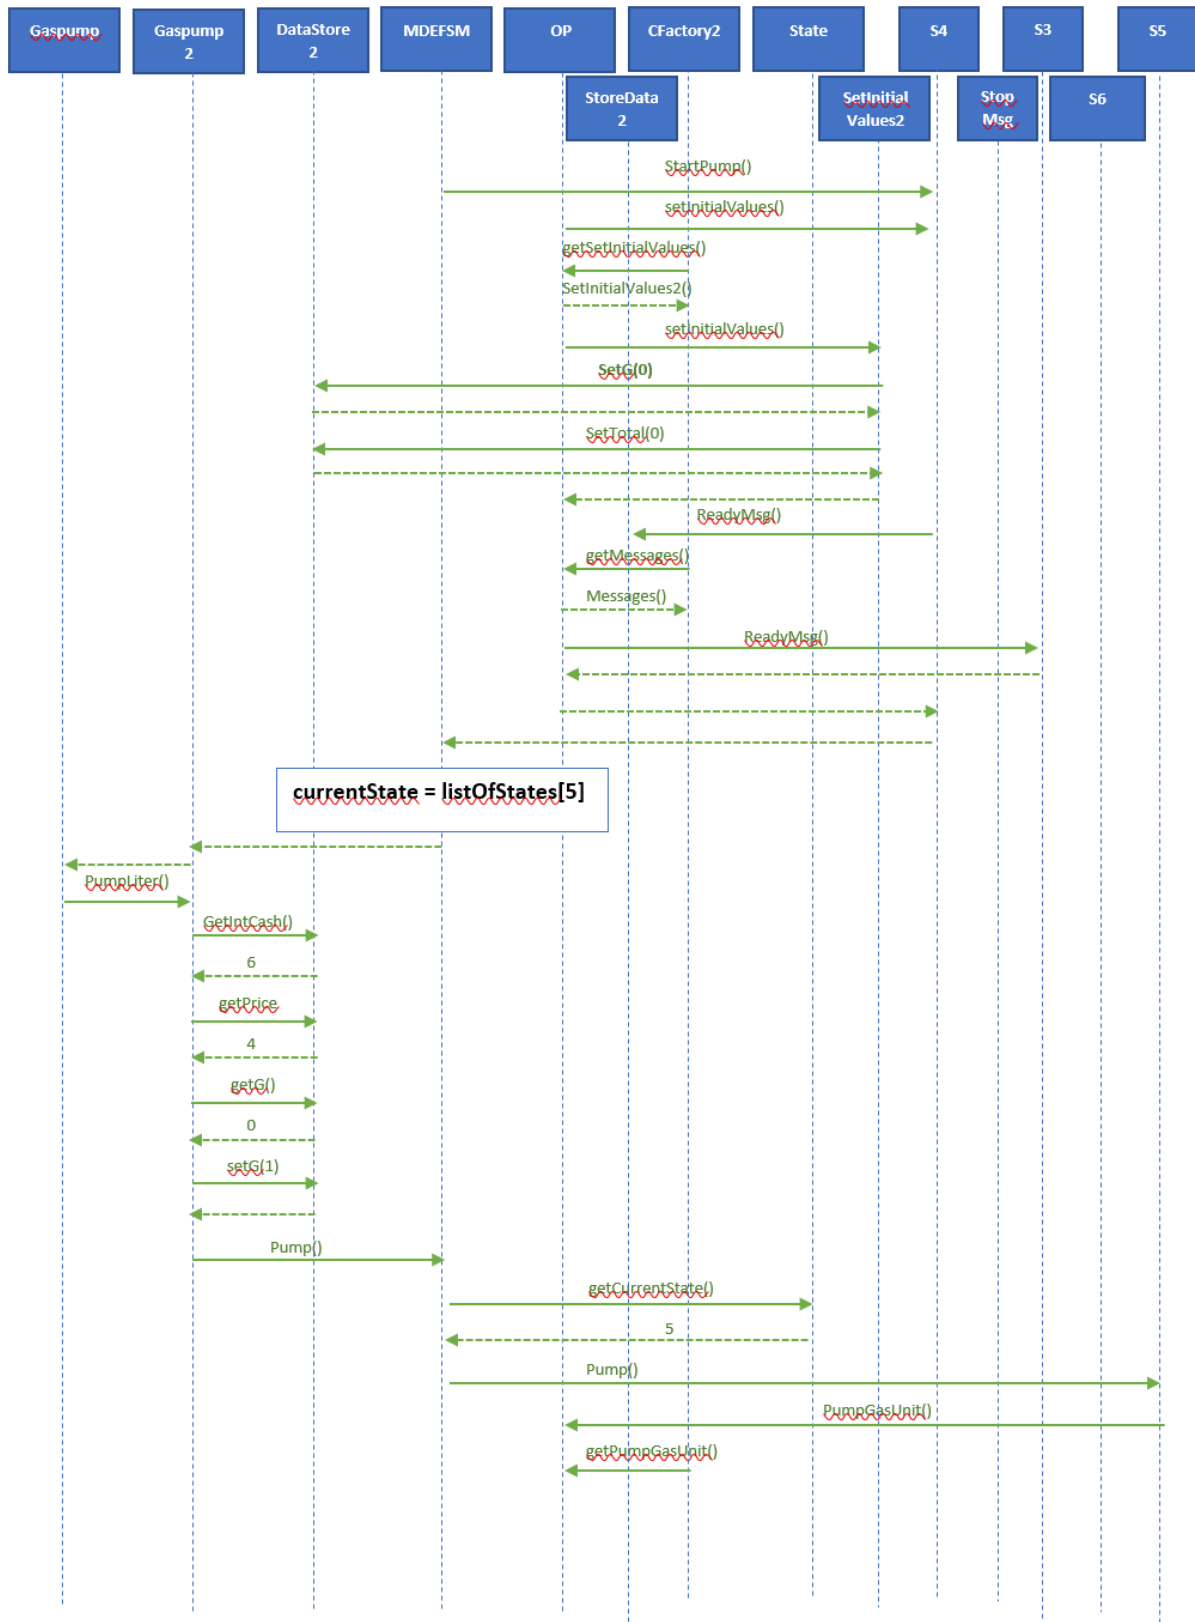 Gaspump
Gaspump
2
DataStore
2
MDEFSM
OP
CFactory2
State
S4
S3
S5
StoreData
2
SetInitial
Values2
Stop
Msg
S6
StartPump()
setInitialValues()
getSetInitialValues()
SetInitialValues2()
setInitialValues()
SetG(0)
SetTotal(0)
ReadyMsg()
getMessages()
Messages()
ReadyMsg()
currentState = listOfStates[5]
PumpLiter()
GetIntCash()
6
getPrice
4
getG()
0
setG(1)
Pump()
getCurrentState()
5
Pump()
PumpGasUnit()
getPumpGasUnit()